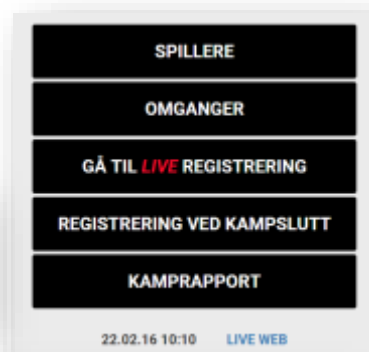 SPILLERE
OMGANGER
GÅ TIL LIVE REGISTRERING
REGISTRERING VED KAMPSLUTT
KAMPRAPPORT
22.02.16 10:10 LIVE WEB